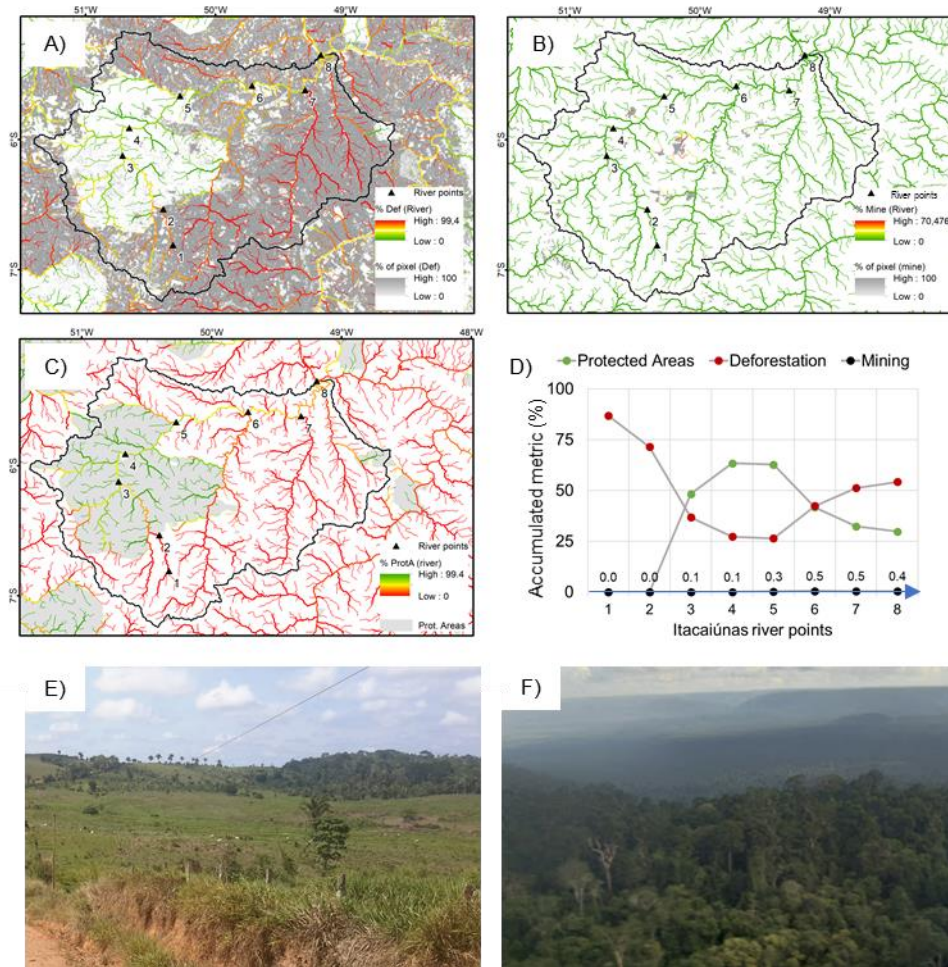 A)
51°W 50°W 49°W
6°S
7°S
1
2
3
4
5
6
7
8
River points
% Def (River)
High : 99,4
Low : 0
% of pixel (Def)
High : 100
Low : 0
B)
51°W 50°W 49°W
6°S
7°S
1
2
3
4
5
6
7
8
River points
% Mine (River)
High : 70,476
Low : 0
% of pixel (mine)
High : 100
Low : 0
C)
51°W 50°W 49°W 48°W
6°S
7°S
1
2
3
4
5
6
7
8
River points
% ProtA (river)
High : 99.4
Low : 0
Prot. Areas
D)
Protected Areas Deforestation Mining
Accumulated metric (%)
100
75
50
25
0
0.0 0.0 0.1 0.1 0.3 0.5 0.5 0.4
1 2 3 4 5 6 7 8
Itacaiúnas river points
E)
F)